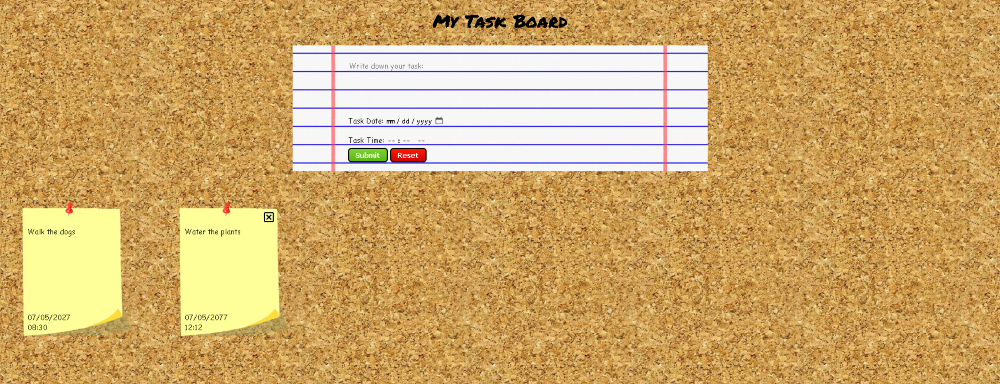 My Task Board
Write down your task:
Task Date: mm / dd / yyyy
Task Time: -- : -- --
Submit Reset
Walk the dogs
07/05/2027
08:30
Water the plants
07/05/2077
12:12